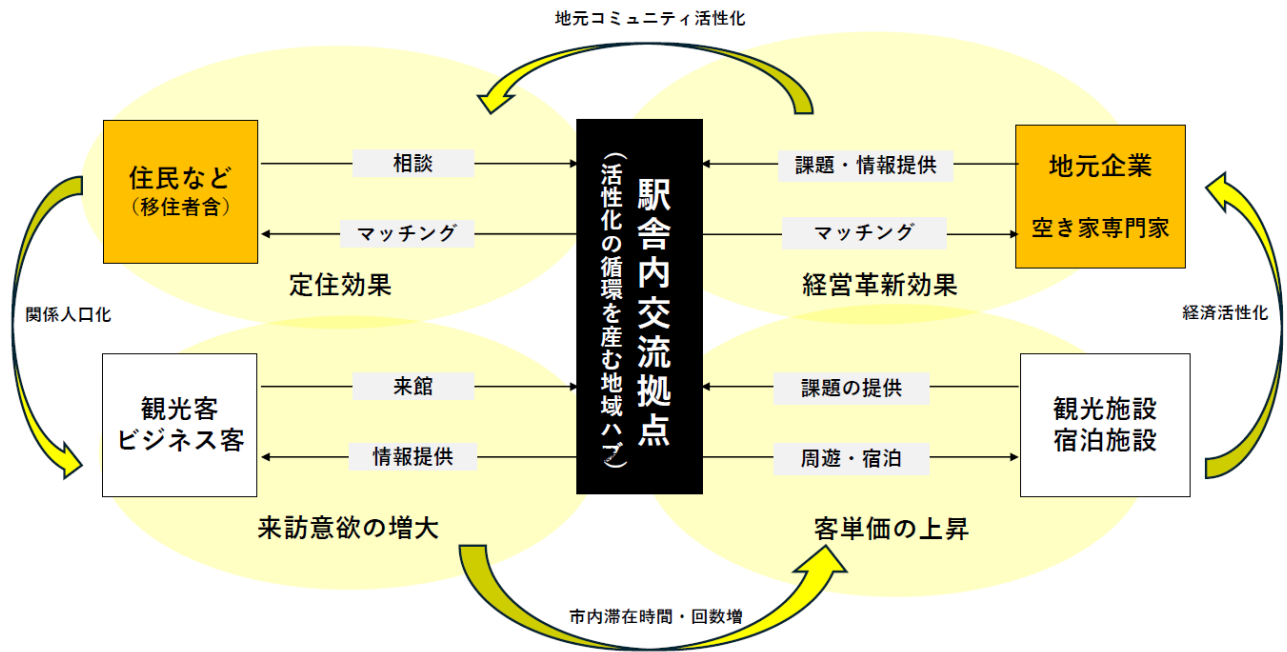 地元コミュニティ活性化
住民など
（移住者含）
相談
マッチング
定住効果
駅舎内交流拠点
（活性化の循環を産む地域ハブ）
課題・情報提供
マッチング
経営革新効果
地元企業
空き家専門家
関係人口化
経済活性化
観光客
ビジネス客
来館
情報提供
来訪意欲の増大
課題の提供
周遊・宿泊
客単価の上昇
観光施設
宿泊施設
市内滞在時間・回数増